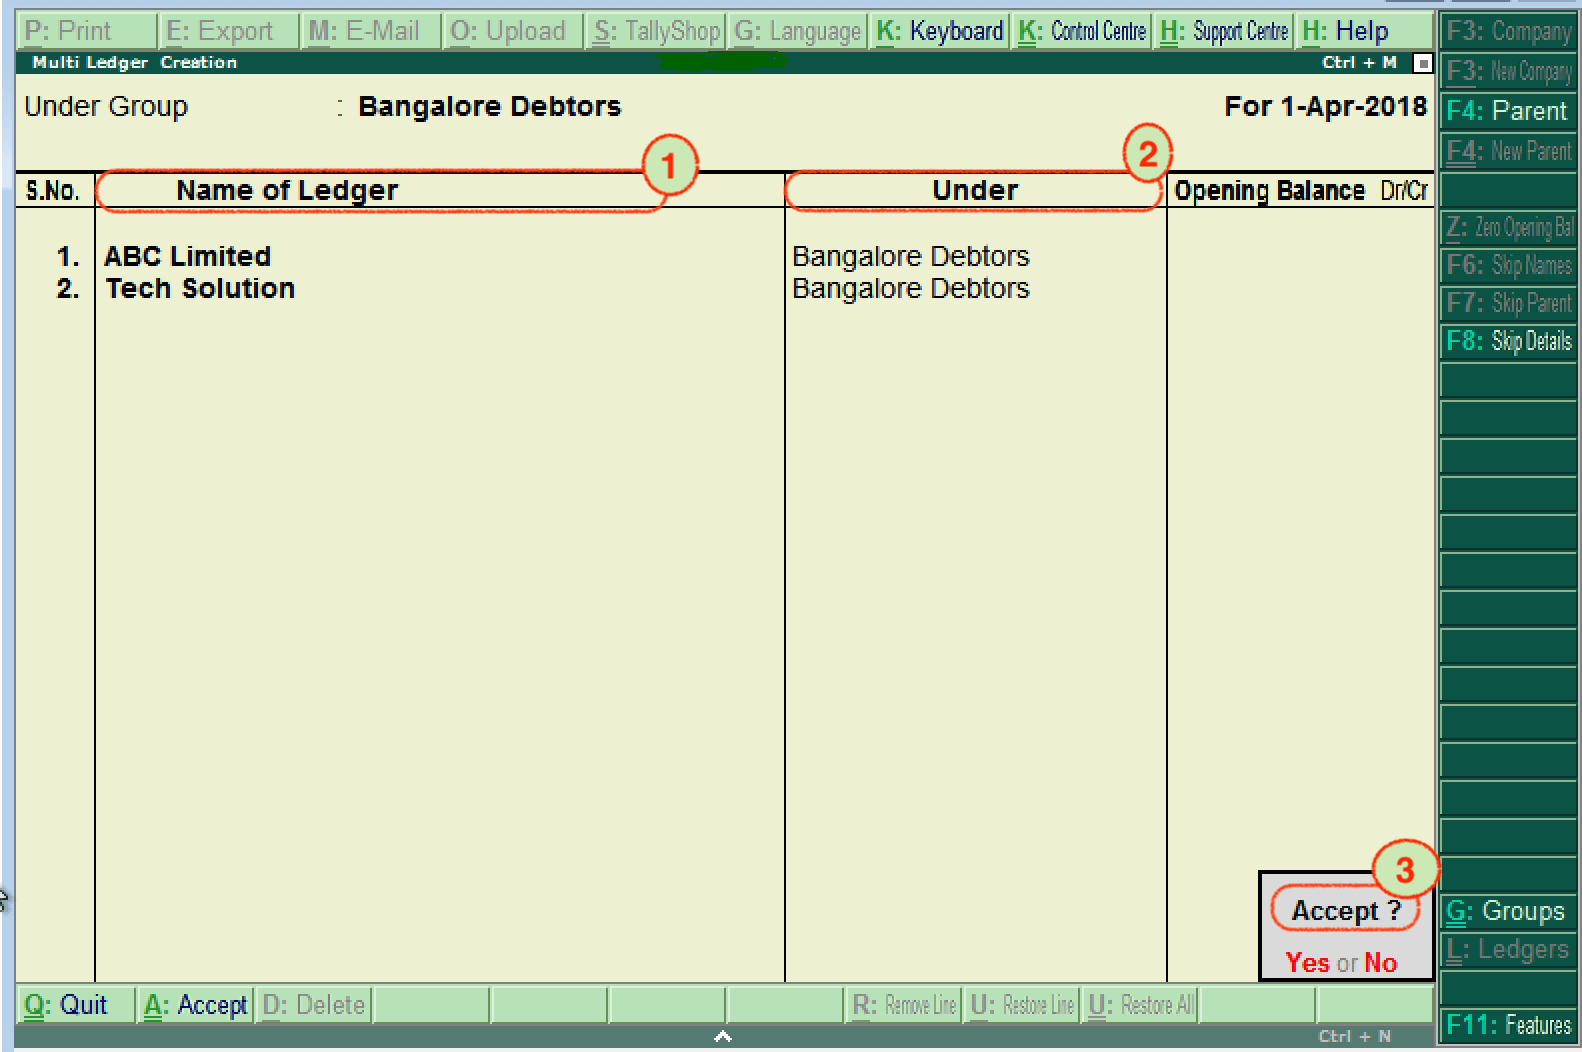 P: Print E: Export M: E-Mail O: Upload S: TallyShop G: Language K: Keyboard K: Control Centre H: Support Centre H: Help
Multi Ledger Creation Ctrl + M
Under Group : Bangalore Debtors For 1-Apr-2018
1 2
S.No. Name of Ledger Under Opening Balance Dr/Cr
1. ABC Limited Bangalore Debtors
2. Tech Solution Bangalore Debtors
3
Accept ?
Yes or No
Q: Quit A: Accept D: Delete R: Remove Line U: Restore Line U: Restore All
Ctrl + N
F3: Company
F3: New Company
F4: Parent
F4: New Parent
Z: Zero Opening Bal
F6: Skip Names
F7: Skip Parent
F8: Skip Details
G: Groups
L: Ledgers
F11: Features